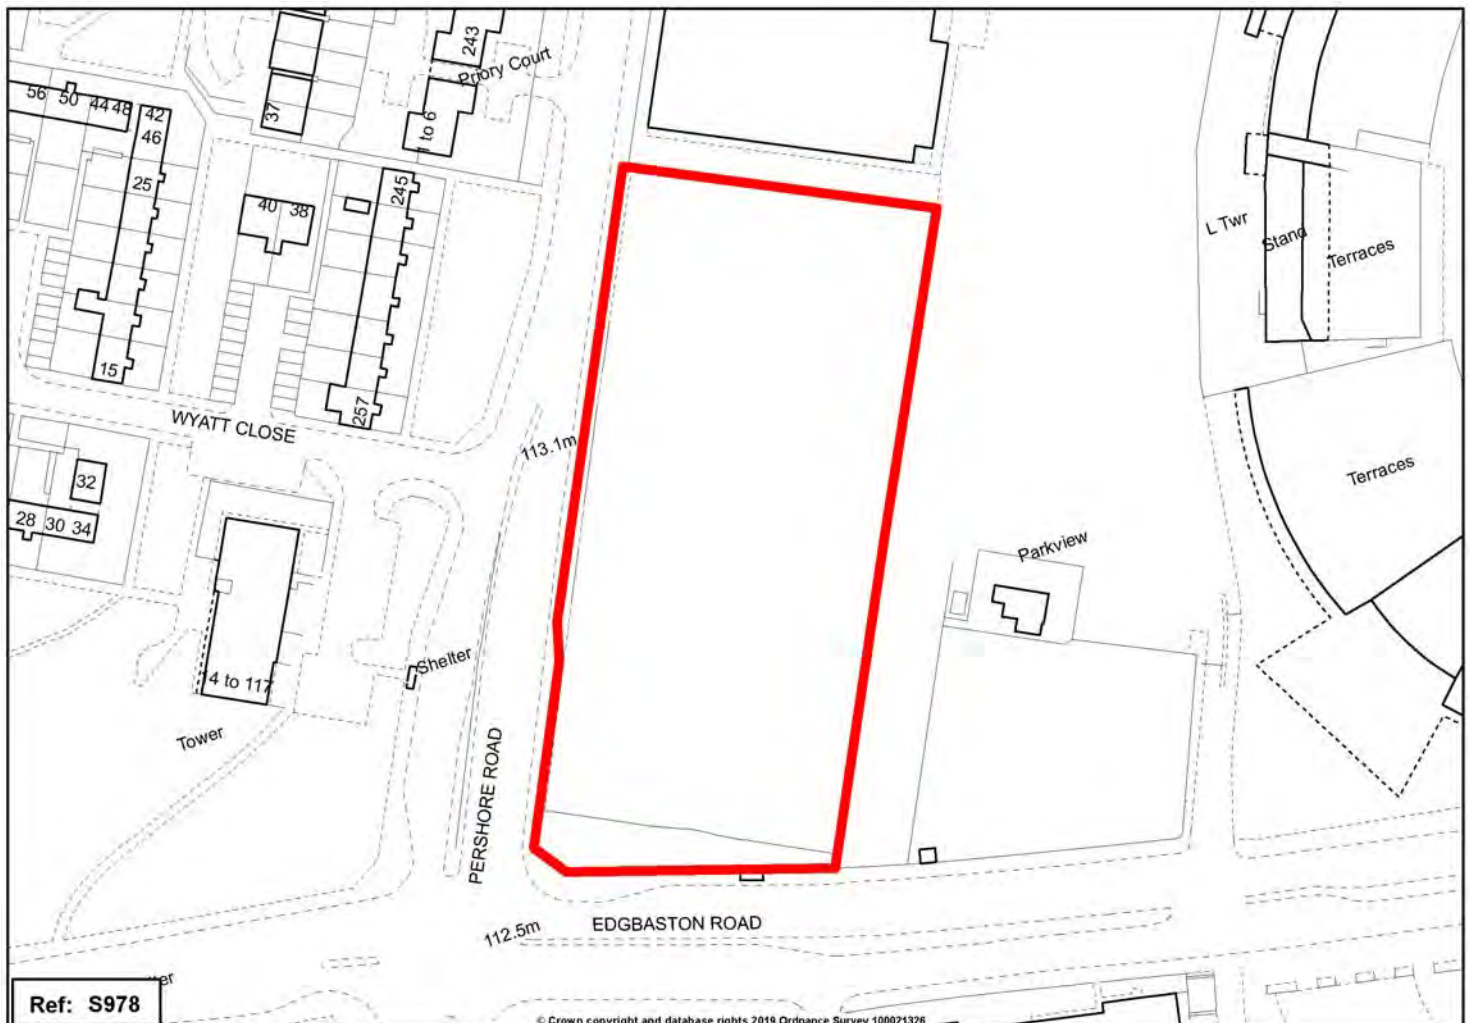 243
Priory Court
56
50
44
48
42
46
37
1 to 6
25
245
40
38
L Twr
Stand
Terraces
15
257
WYATT CLOSE
113.1m
Terraces
32
28
30
34
Parkview
Shelter
4 to 117
Tower
PERSHORE ROAD
EDGBASTON ROAD
112.5m
Ref: S978
© Crown copyright and database rights 2019 Ordnance Survey 100021326